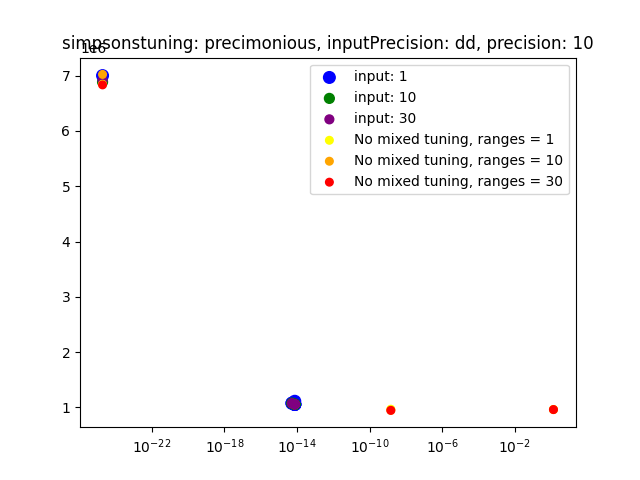 simpsonstuning: precimonious, inputPrecision: dd, precision: 10
1e6
input: 1
input: 10
input: 30
No mixed tuning, ranges = 1
No mixed tuning, ranges = 10
No mixed tuning, ranges = 30
7
6
5
4
3
2
1
10^-22 10^-18 10^-14 10^-10 10^-6 10^-2